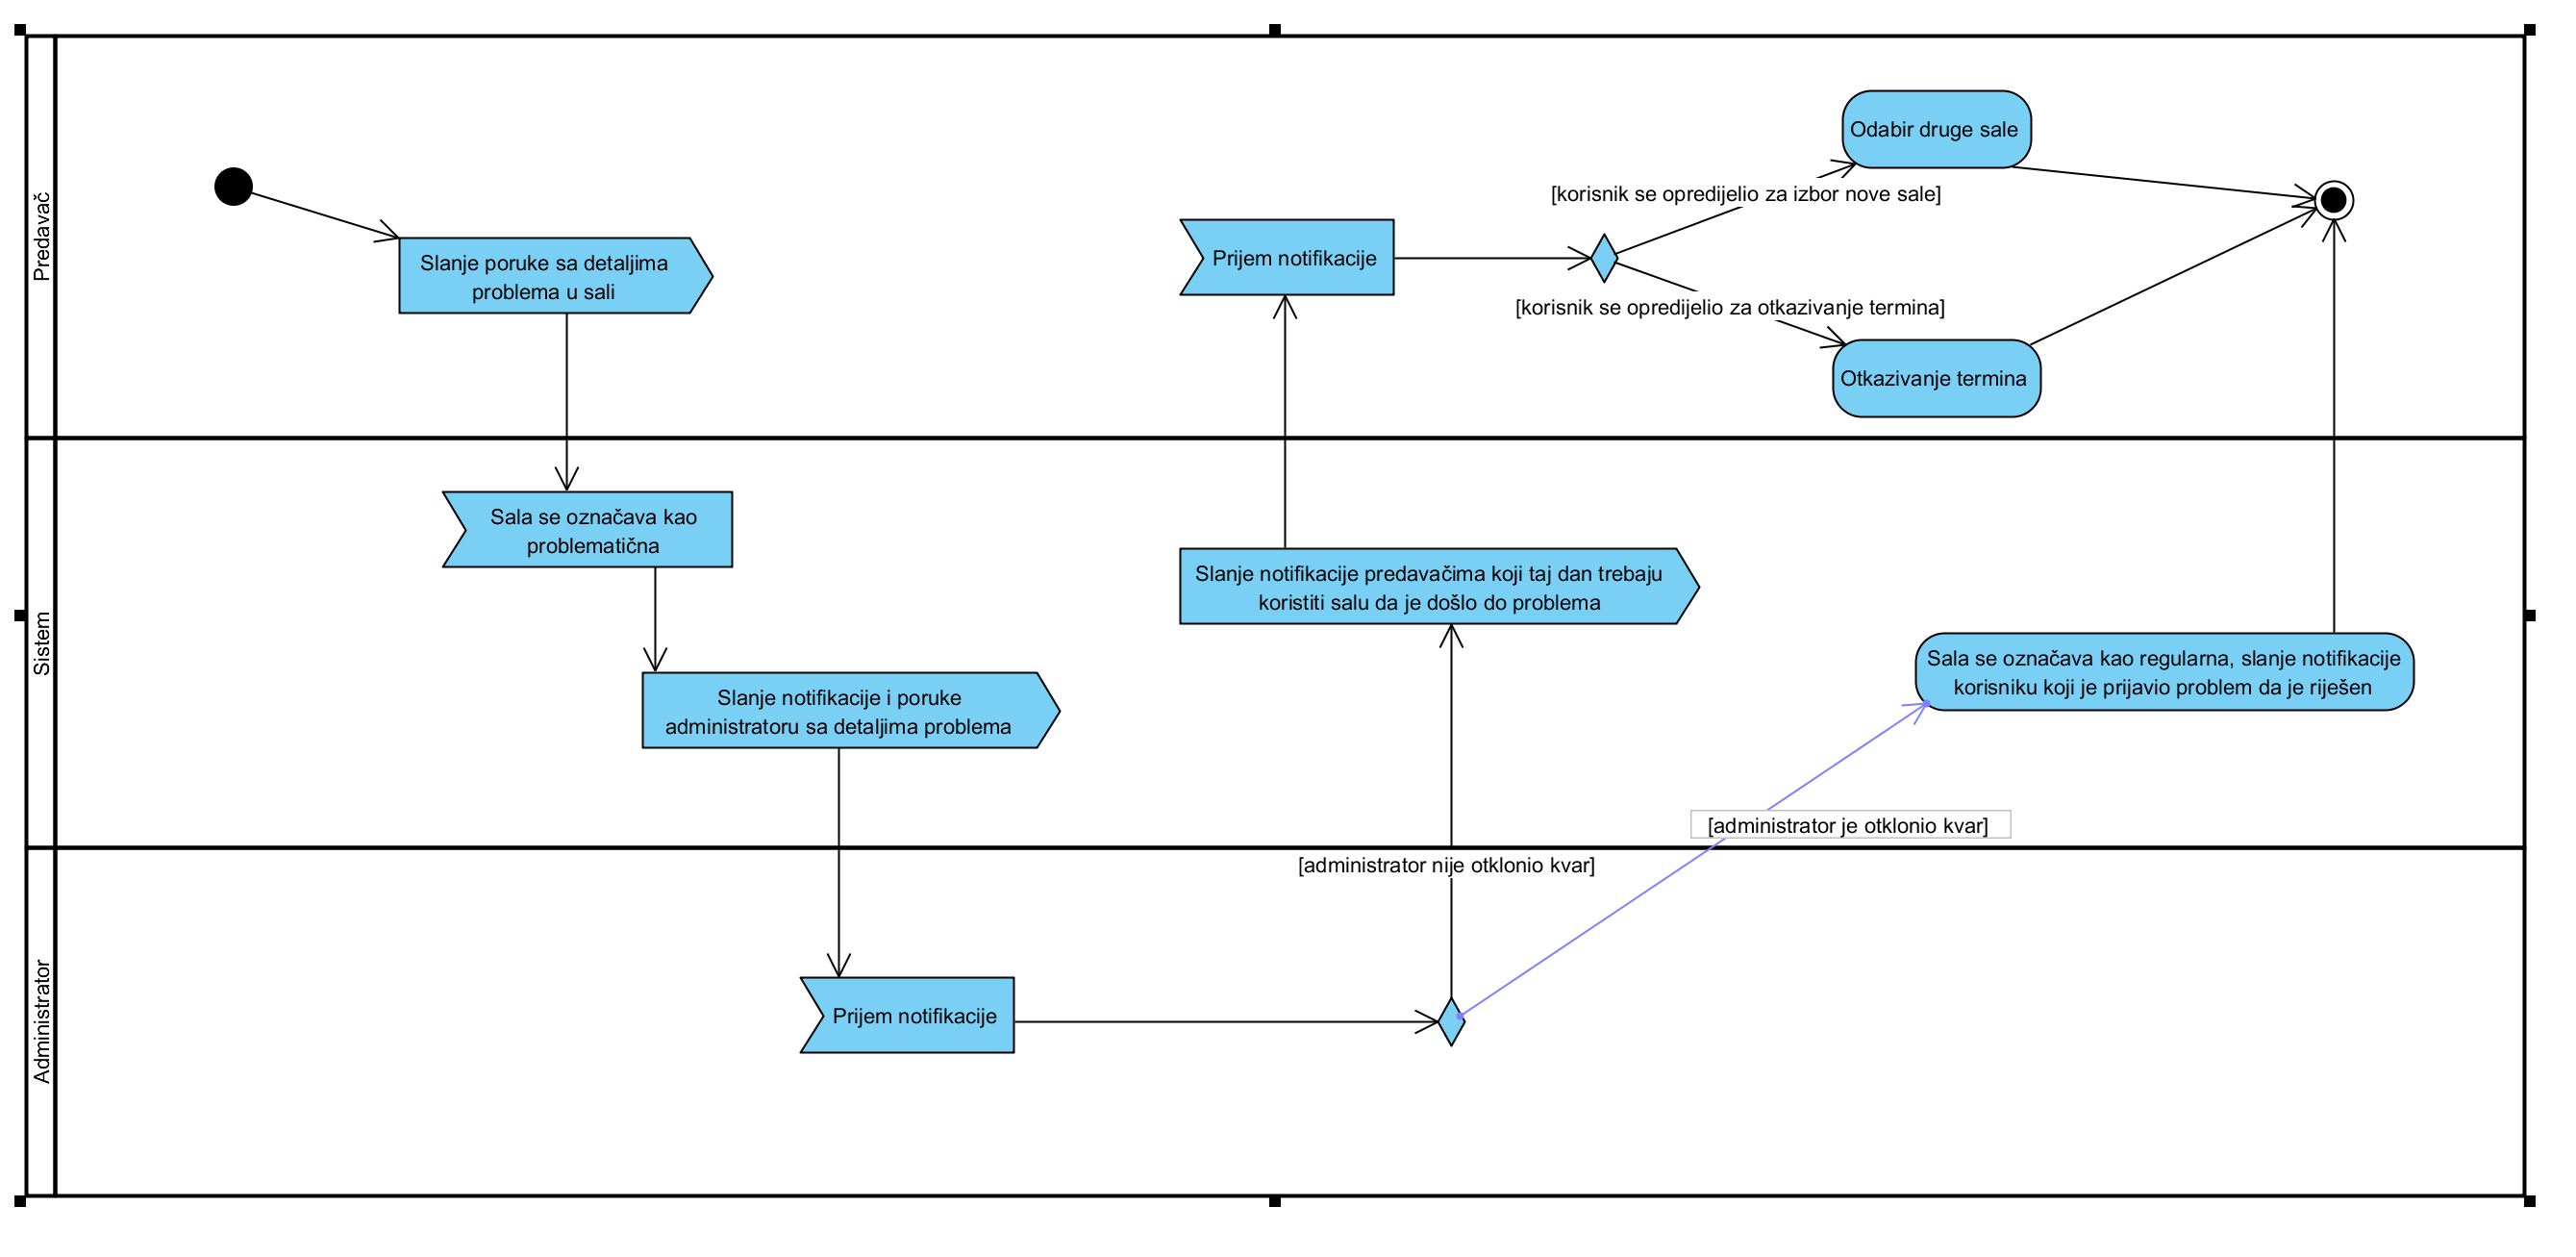 Predavač
Slanje poruke sa detaljima
problema u sali
Prijem notifikacije
[korisnik se opredijelio za izbor nove sale]
Odabir druge sale
[korisnik se opredijelio za otkazivanje termina]
Otkazivanje termina
Sistem
Sala se označava kao
problematična
Slanje notifikacije i poruke
administratoru sa detaljima problema
Slanje notifikacije predavačima koji taj dan trebaju
koristiti salu da je došlo do problema
Sala se označava kao regularna, slanje notifikacije
korisniku koji je prijavio problem da je riješen
[administrator je otklonio kvar]
Administrator
[administrator nije otklonio kvar]
Prijem notifikacije